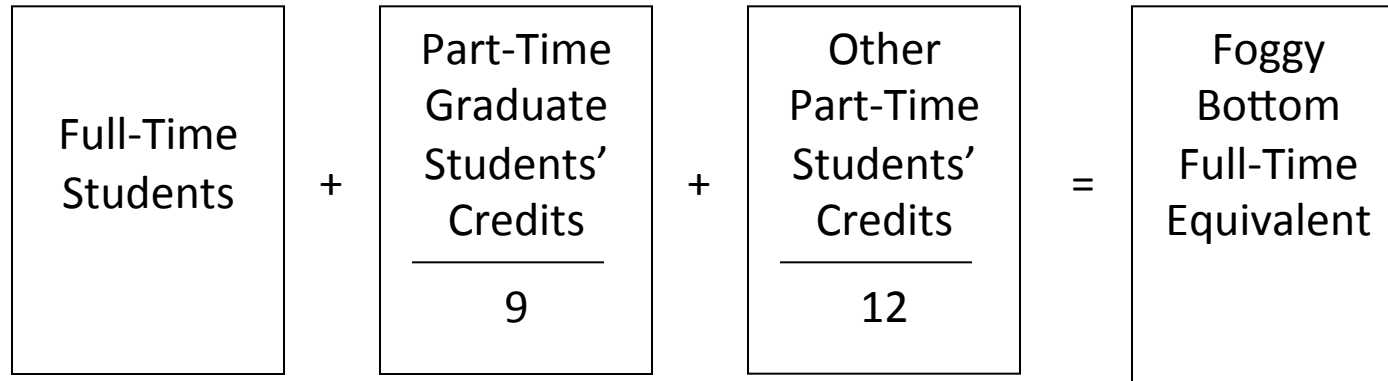 Full-Time
Students
+
Part-Time
Graduate
Students’
Credits
9
+
Other
Part-Time
Students’
Credits
12
=
Foggy
Bottom
Full-Time
Equivalent